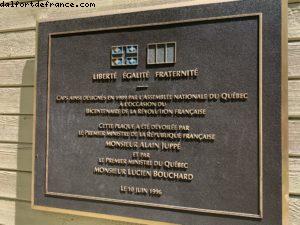 dalfortdefrance.com
LIBERTÉ ÉGALITÉ FRATERNITÉ
CAPS AINSI DÉSIGNÉS EN 1989 PAR L'ASSEMBLÉE NATIONALE DU QUÉBEC
À L'OCCASION DU
BICENTENAIRE DE LA RÉVOLUTION FRANÇAISE
CETTE PLAQUE A ÉTÉ DÉVOILÉE PAR
LE PREMIER MINISTRE DE LA RÉPUBLIQUE FRANÇAISE
MONSIEUR ALAIN JUPPÉ
ET PAR
LE PREMIER MINISTRE DU QUÉBEC
MONSIEUR LUCIEN BOUCHARD
LE 10 JUIN 1996